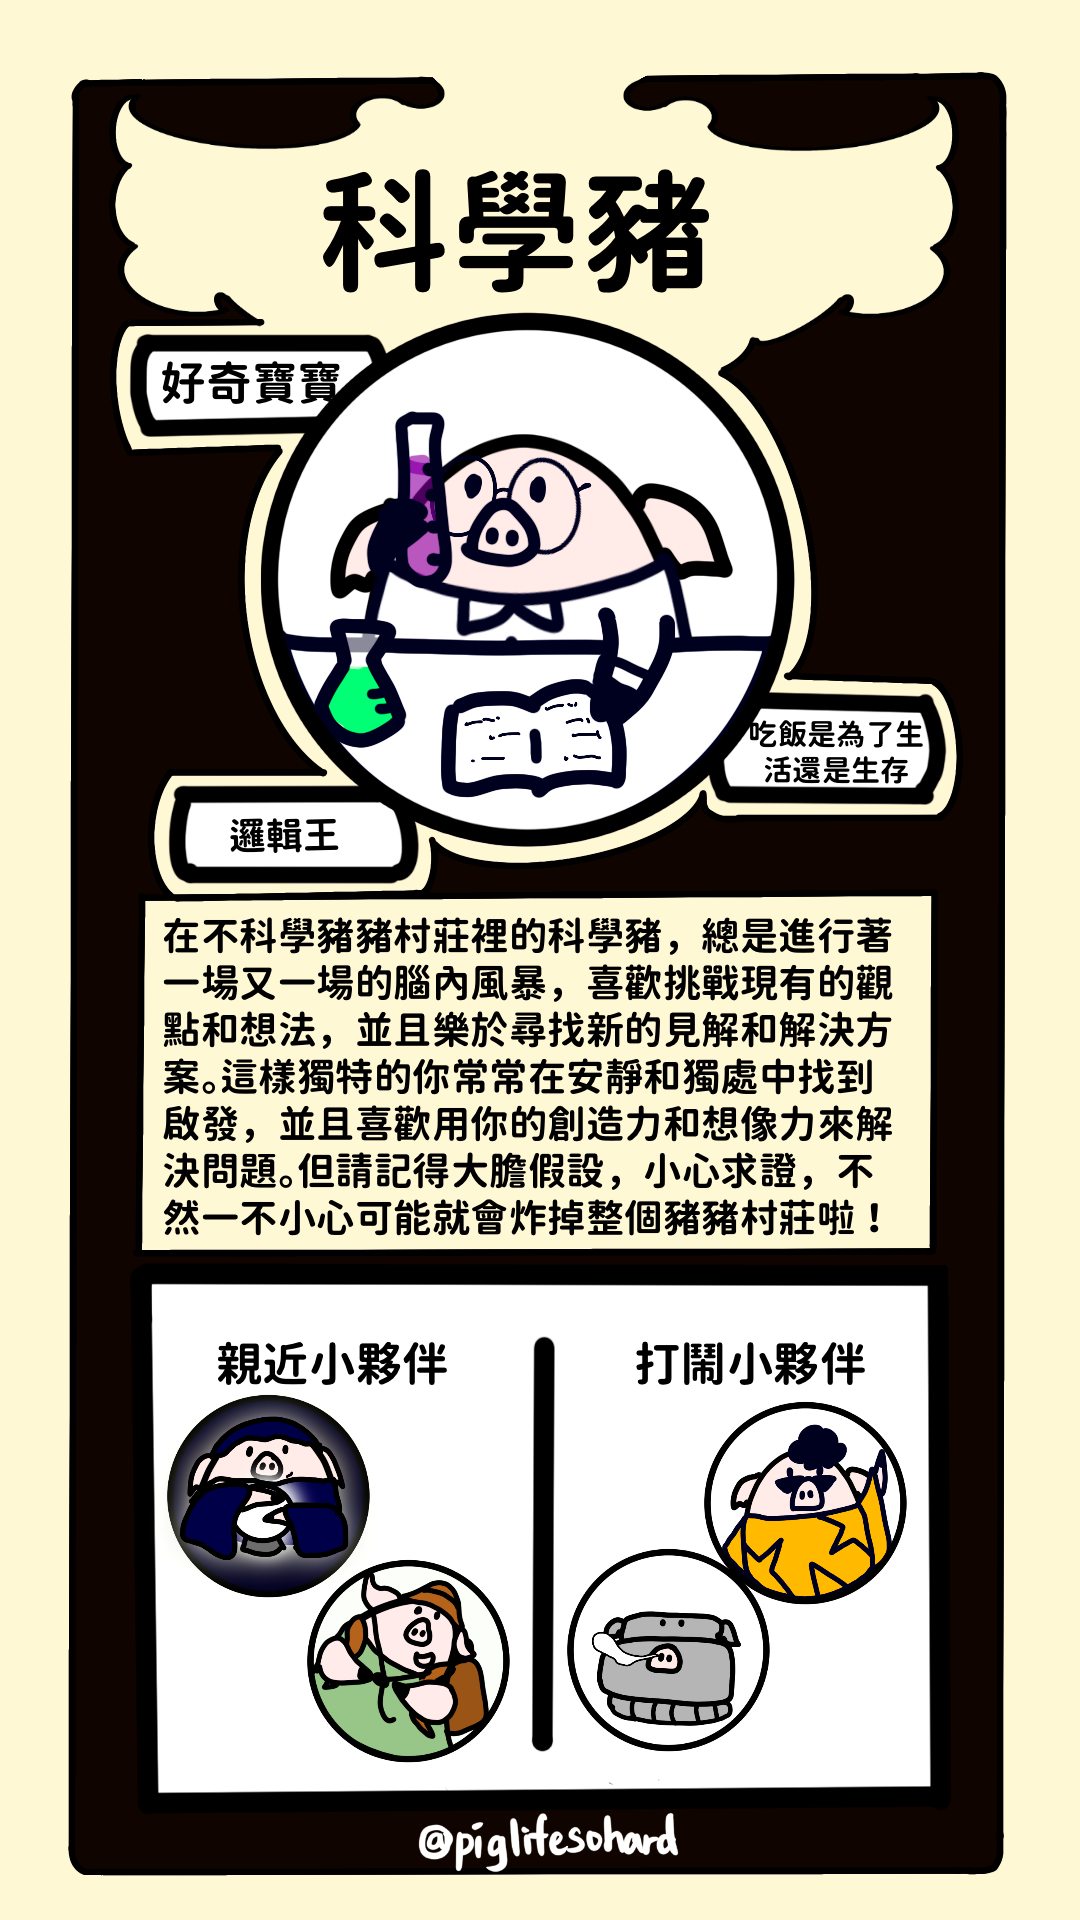 科學豬
好奇寶寶
吃飯是為了生
活還是生存
邏輯王
在不科學豬豬村莊裡的科學豬，總是進行著
一場又一場的腦內風暴，喜歡挑戰現有的觀
點和想法，並且樂於尋找新的見解和解決方
案。這樣獨特的你常常在安靜和獨處中找到
啟發，並且喜歡用你的創造力和想像力來解
決問題。但請記得大膽假設，小心求證，不
然一不小心可能就會炸掉整個豬豬村莊啦！
親近小夥伴
打鬧小夥伴
@piglifesohard